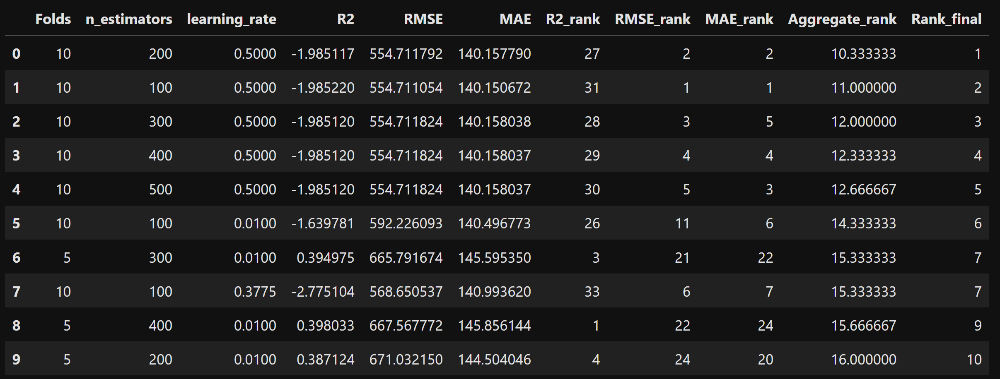 Folds n_estimators learning_rate R2 RMSE MAE R2_rank RMSE_rank MAE_rank Aggregate_rank Rank_final
0 10 200 0.5000 -1.985117 554.711792 140.157790 27 2 2 10.333333 1
1 10 100 0.5000 -1.985220 554.711054 140.150672 31 1 1 11.000000 2
2 10 300 0.5000 -1.985120 554.711824 140.158038 28 3 5 12.000000 3
3 10 400 0.5000 -1.985120 554.711824 140.158037 29 4 4 12.333333 4
4 10 500 0.5000 -1.985120 554.711824 140.158037 30 5 3 12.666667 5
5 10 100 0.0100 -1.639781 592.226093 140.496773 26 11 6 14.333333 6
6 5 300 0.0100 0.394975 665.791674 145.595350 3 21 22 15.333333 7
7 10 100 0.3775 -2.775104 568.650537 140.993620 33 6 7 15.333333 7
8 5 400 0.0100 0.398033 667.567772 145.856144 1 22 24 15.666667 9
9 5 200 0.0100 0.387124 671.032150 144.504046 4 24 20 16.000000 10